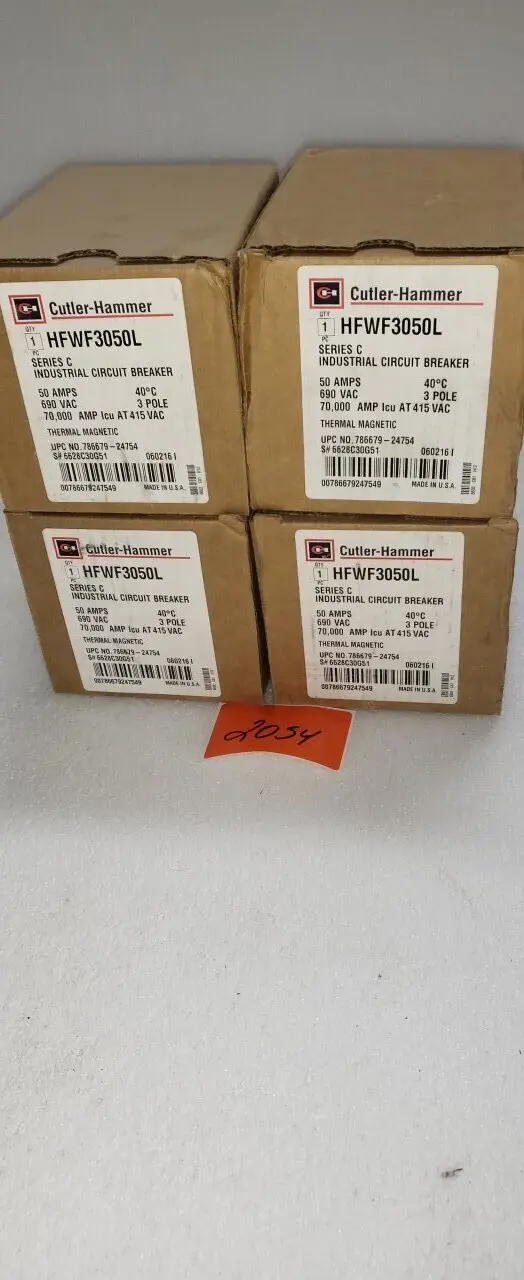 Cutler-Hammer
QTY
1 HFWF3050L
PC
SERIES C
INDUSTRIAL CIRCUIT BREAKER
50 AMPS 40°C
690 VAC 3 POLE
70,000 AMP Icu AT 415 VAC
THERMAL MAGNETIC
UPC NO. 786679-24754
S# 6628C30G51 060216 I
00786679247549 MADE IN U.S.A.
Cutler-Hammer
QTY
1 HFWF3050L
PC
SERIES C
INDUSTRIAL CIRCUIT BREAKER
50 AMPS 40°C
690 VAC 3 POLE
70,000 AMP Icu AT 415 VAC
THERMAL MAGNETIC
UPC NO. 786679-24754
S# 6628C30G51 060216 I
00786679247549 MADE IN U.S.A.
Cutler-Hammer
QTY
1 HFWF3050L
PC
SERIES C
INDUSTRIAL CIRCUIT BREAKER
50 AMPS 40°C
690 VAC 3 POLE
70,000 AMP Icu AT 415 VAC
THERMAL MAGNETIC
UPC NO. 786679-24754
S# 6628C30G51 060216 I
00786679247549 MADE IN U.S.A.
Cutler-Hammer
QTY
1 HFWF3050L
PC
SERIES C
INDUSTRIAL CIRCUIT BREAKER
50 AMPS 40°C
690 VAC 3 POLE
70,000 AMP Icu AT 415 VAC
THERMAL MAGNETIC
UPC NO. 786679-24754
S# 6628C30G51 060216 I
00786679247549 MADE IN U.S.A.
2054